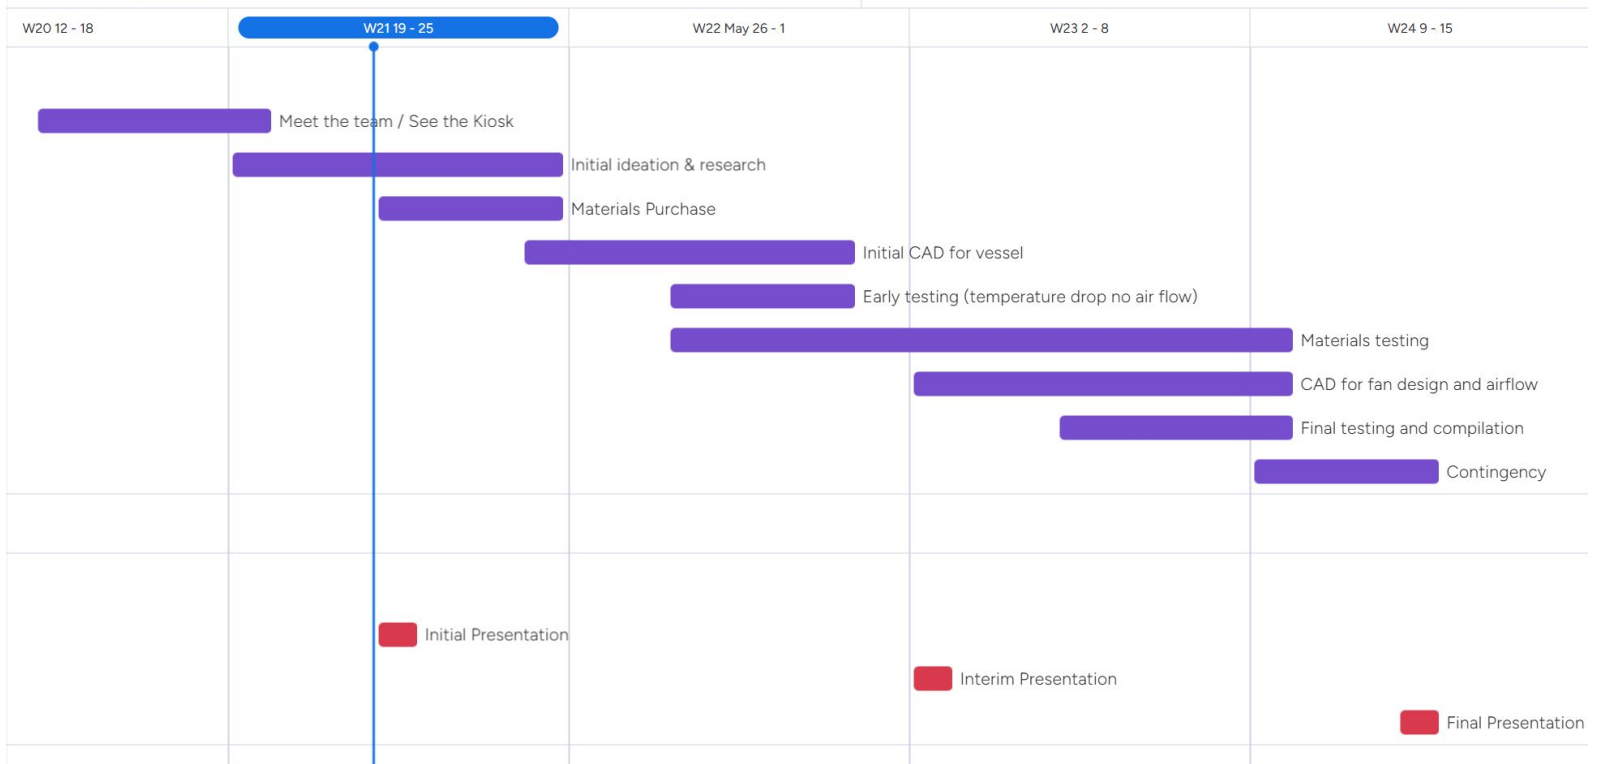 W20 12 - 18
W21 19 - 25
W22 May 26 - 1
W23 2 - 8
W24 9 - 15
Meet the team / See the Kiosk
Initial ideation & research
Materials Purchase
Initial CAD for vessel
Early testing (temperature drop no air flow)
Materials testing
CAD for fan design and airflow
Final testing and compilation
Contingency
Initial Presentation
Interim Presentation
Final Presentation